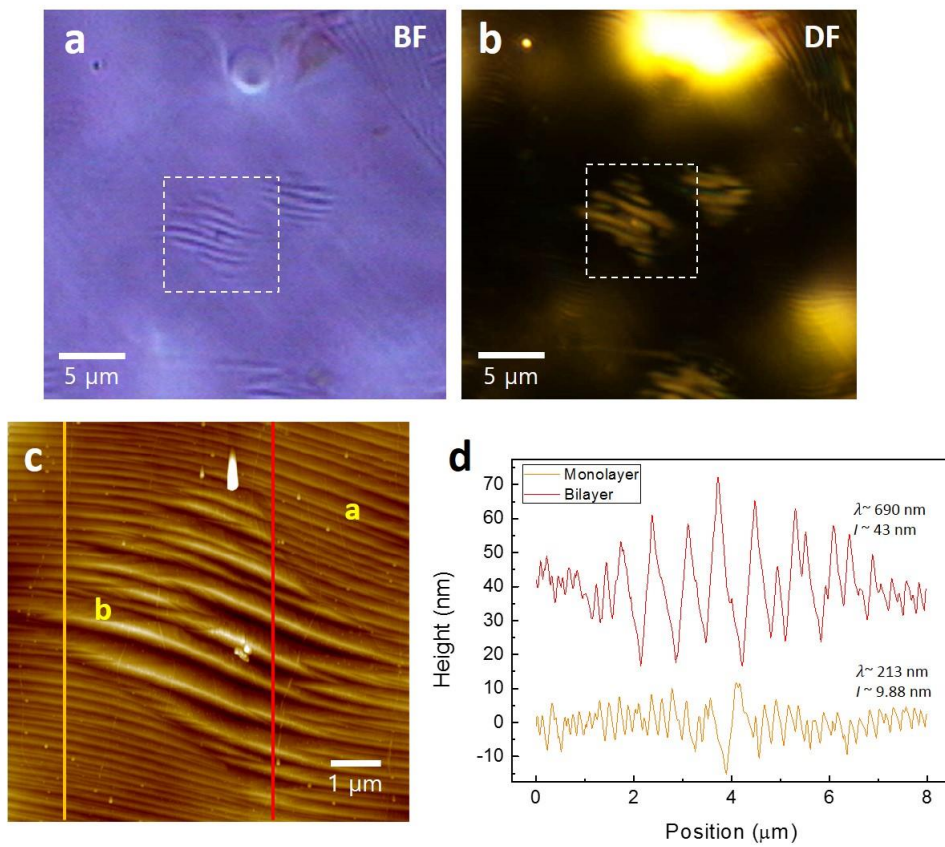 a
BF
5 μm
b
DF
5 μm
c
a
b
1 μm
d
Monolayer
Bilayer
λ~ 690 nm
l ~ 43 nm
λ~ 213 nm
l ~ 9.88 nm
70
60
50
40
30
20
10
0
-10
Height (nm)
0
2
4
6
8
Position (μm)